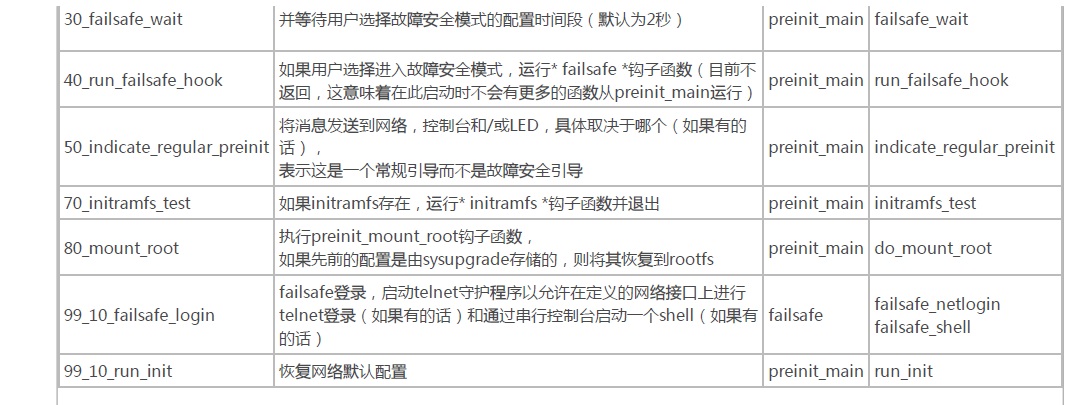 30_failsafe_wait 并等待用户选择故障安全模式的配置时间段（默认为2秒） preinit_main failsafe_wait
40_run_failsafe_hook 如果用户选择进入故障安全模式，运行* failsafe *钩子函数（目前不 preinit_main run_failsafe_hook
返回，这意味着在此启动时不会有更多的函数从preinit_main运行）
50_indicate_regular_preinit 将消息发送到网络，控制台和/或LED，具体取决于哪个（如果有的 preinit_main indicate_regular_preinit
话），
表示这是一个常规引导而不是故障安全引导
70_initramfs_test 如果initramfs存在，运行* initramfs *钩子函数并退出 preinit_main initramfs_test
80_mount_root 执行preinit_mount_root钩子函数， preinit_main do_mount_root
如果先前的配置是由sysupgrade存储的，则将其恢复到rootfs
99_10_failsafe_login failsafe登录，启动telnet守护程序以允许在定义的网络接口上进行 failsafe failsafe_netlogin
telnet登录（如果有的话）和通过串行控制台启动一个shell（如果有 failsafe_shell
的话）
99_10_run_init 恢复网络默认配置 preinit_main run_init